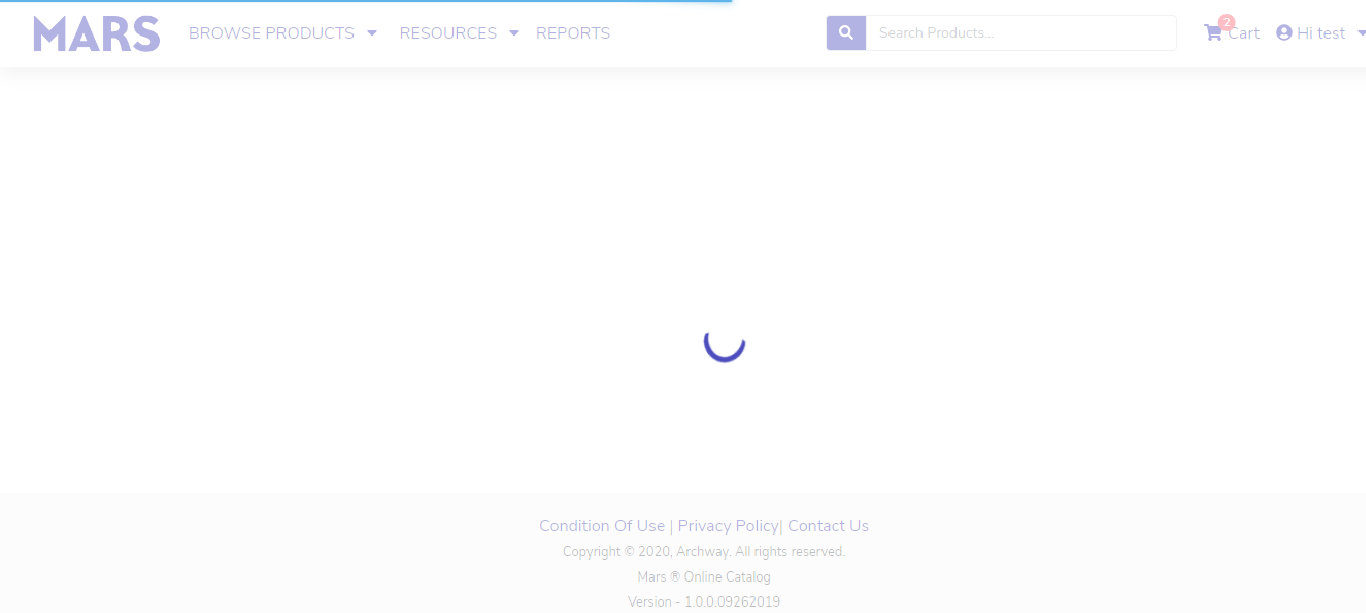 MARS BROWSE PRODUCTS RESOURCES REPORTS Search Products... 2 Cart Hi test
Condition Of Use | Privacy Policy| Contact Us
Copyright © 2020, Archway. All rights reserved.
Mars ® Online Catalog
Version - 1.0.0.09262019